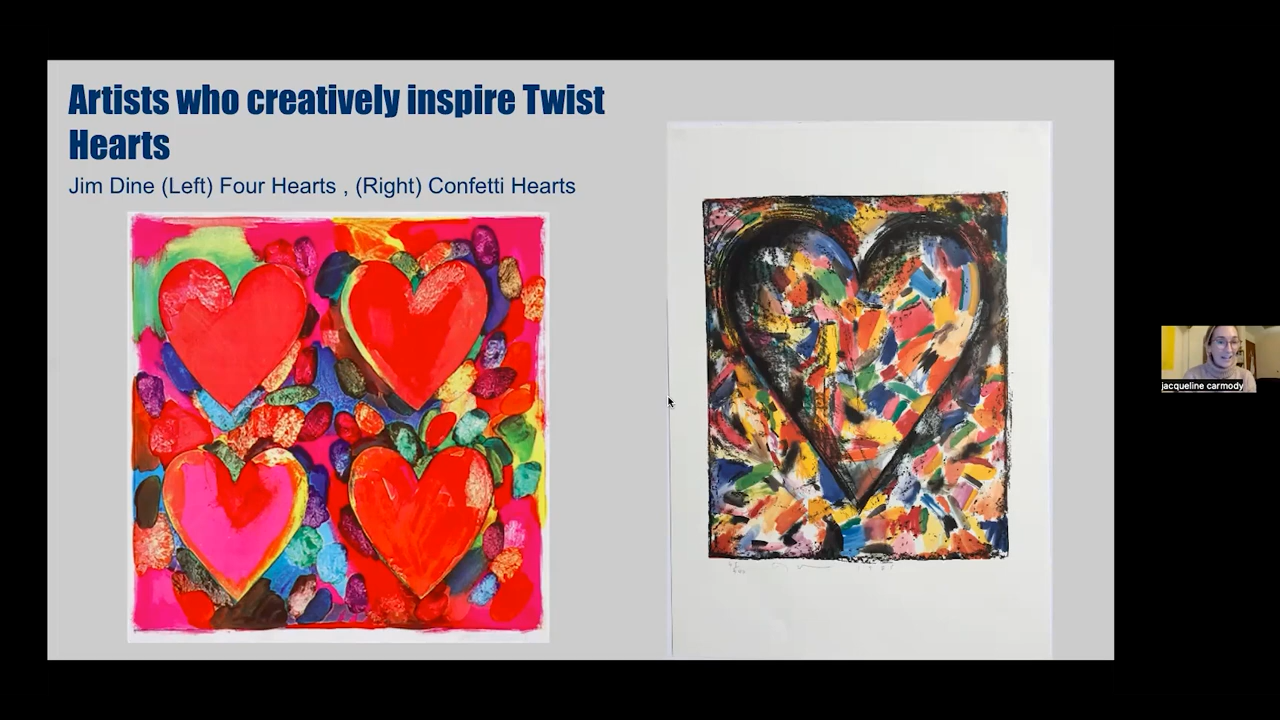 Artists who creatively inspire Twist
Hearts
Jim Dine (Left) Four Hearts , (Right) Confetti Hearts
jacqueline carmody